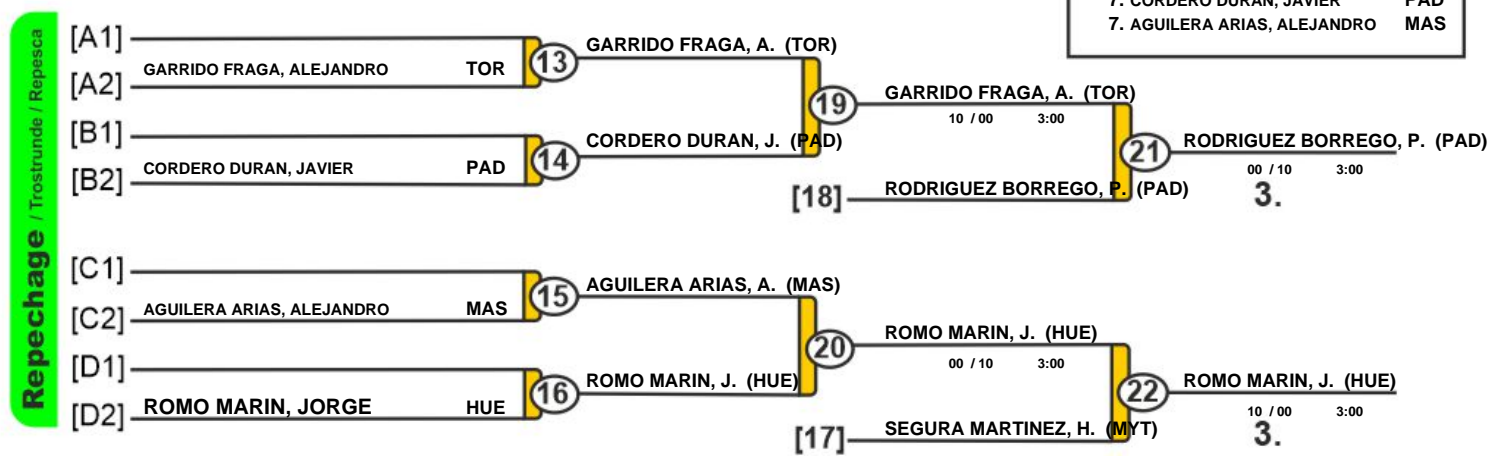 7. CORDERO DURAN, JAVIER PAD
7. AGUILERA ARIAS, ALEJANDRO MAS
Repechage / Trostrunde / Repesca
[A1]
GARRIDO FRAGA, ALEJANDRO TOR
[A2]
13
GARRIDO FRAGA, A. (TOR)
[B1]
CORDERO DURAN, JAVIER PAD
[B2]
14
CORDERO DURAN, J. (PAD)
19
GARRIDO FRAGA, A. (TOR)
10 / 00 3:00
[18]
RODRIGUEZ BORREGO, P. (PAD)
21
RODRIGUEZ BORREGO, P. (PAD)
00 / 10 3:00
3.
[C1]
AGUILERA ARIAS, ALEJANDRO MAS
[C2]
15
AGUILERA ARIAS, A. (MAS)
[D1]
ROMO MARIN, JORGE HUE
[D2]
16
ROMO MARIN, J. (HUE)
20
ROMO MARIN, J. (HUE)
00 / 10 3:00
[17]
SEGURA MARTINEZ, H. (MYT)
22
ROMO MARIN, J. (HUE)
10 / 00 3:00
3.